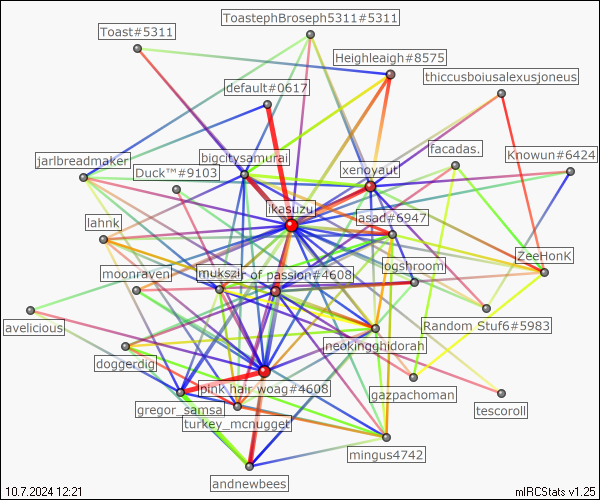 ToastephBroseph5311#5311
Toast#5311
Heighleaigh#8575
thiccusboiusalexusjoneus
default#0617
facadas.
Knowun#6424
bigcitysamurai
jarlbreadmaker
xenoyaut
Duck™#9103
ikasuzu
lahnk
asad#6947
ZeeHonK
ogshroom
mukszi
r of passion#4608
moonraven
avelicious
Random Stuf6#5983
neokingghidorah
doggerdig
pink hair woag#4608
gazpachoman
tescoroll
gregor_samsa
turkey_mcnugget
mingus4742
andnewbees
10.7.2024 12:21
mIRCStats v1.25